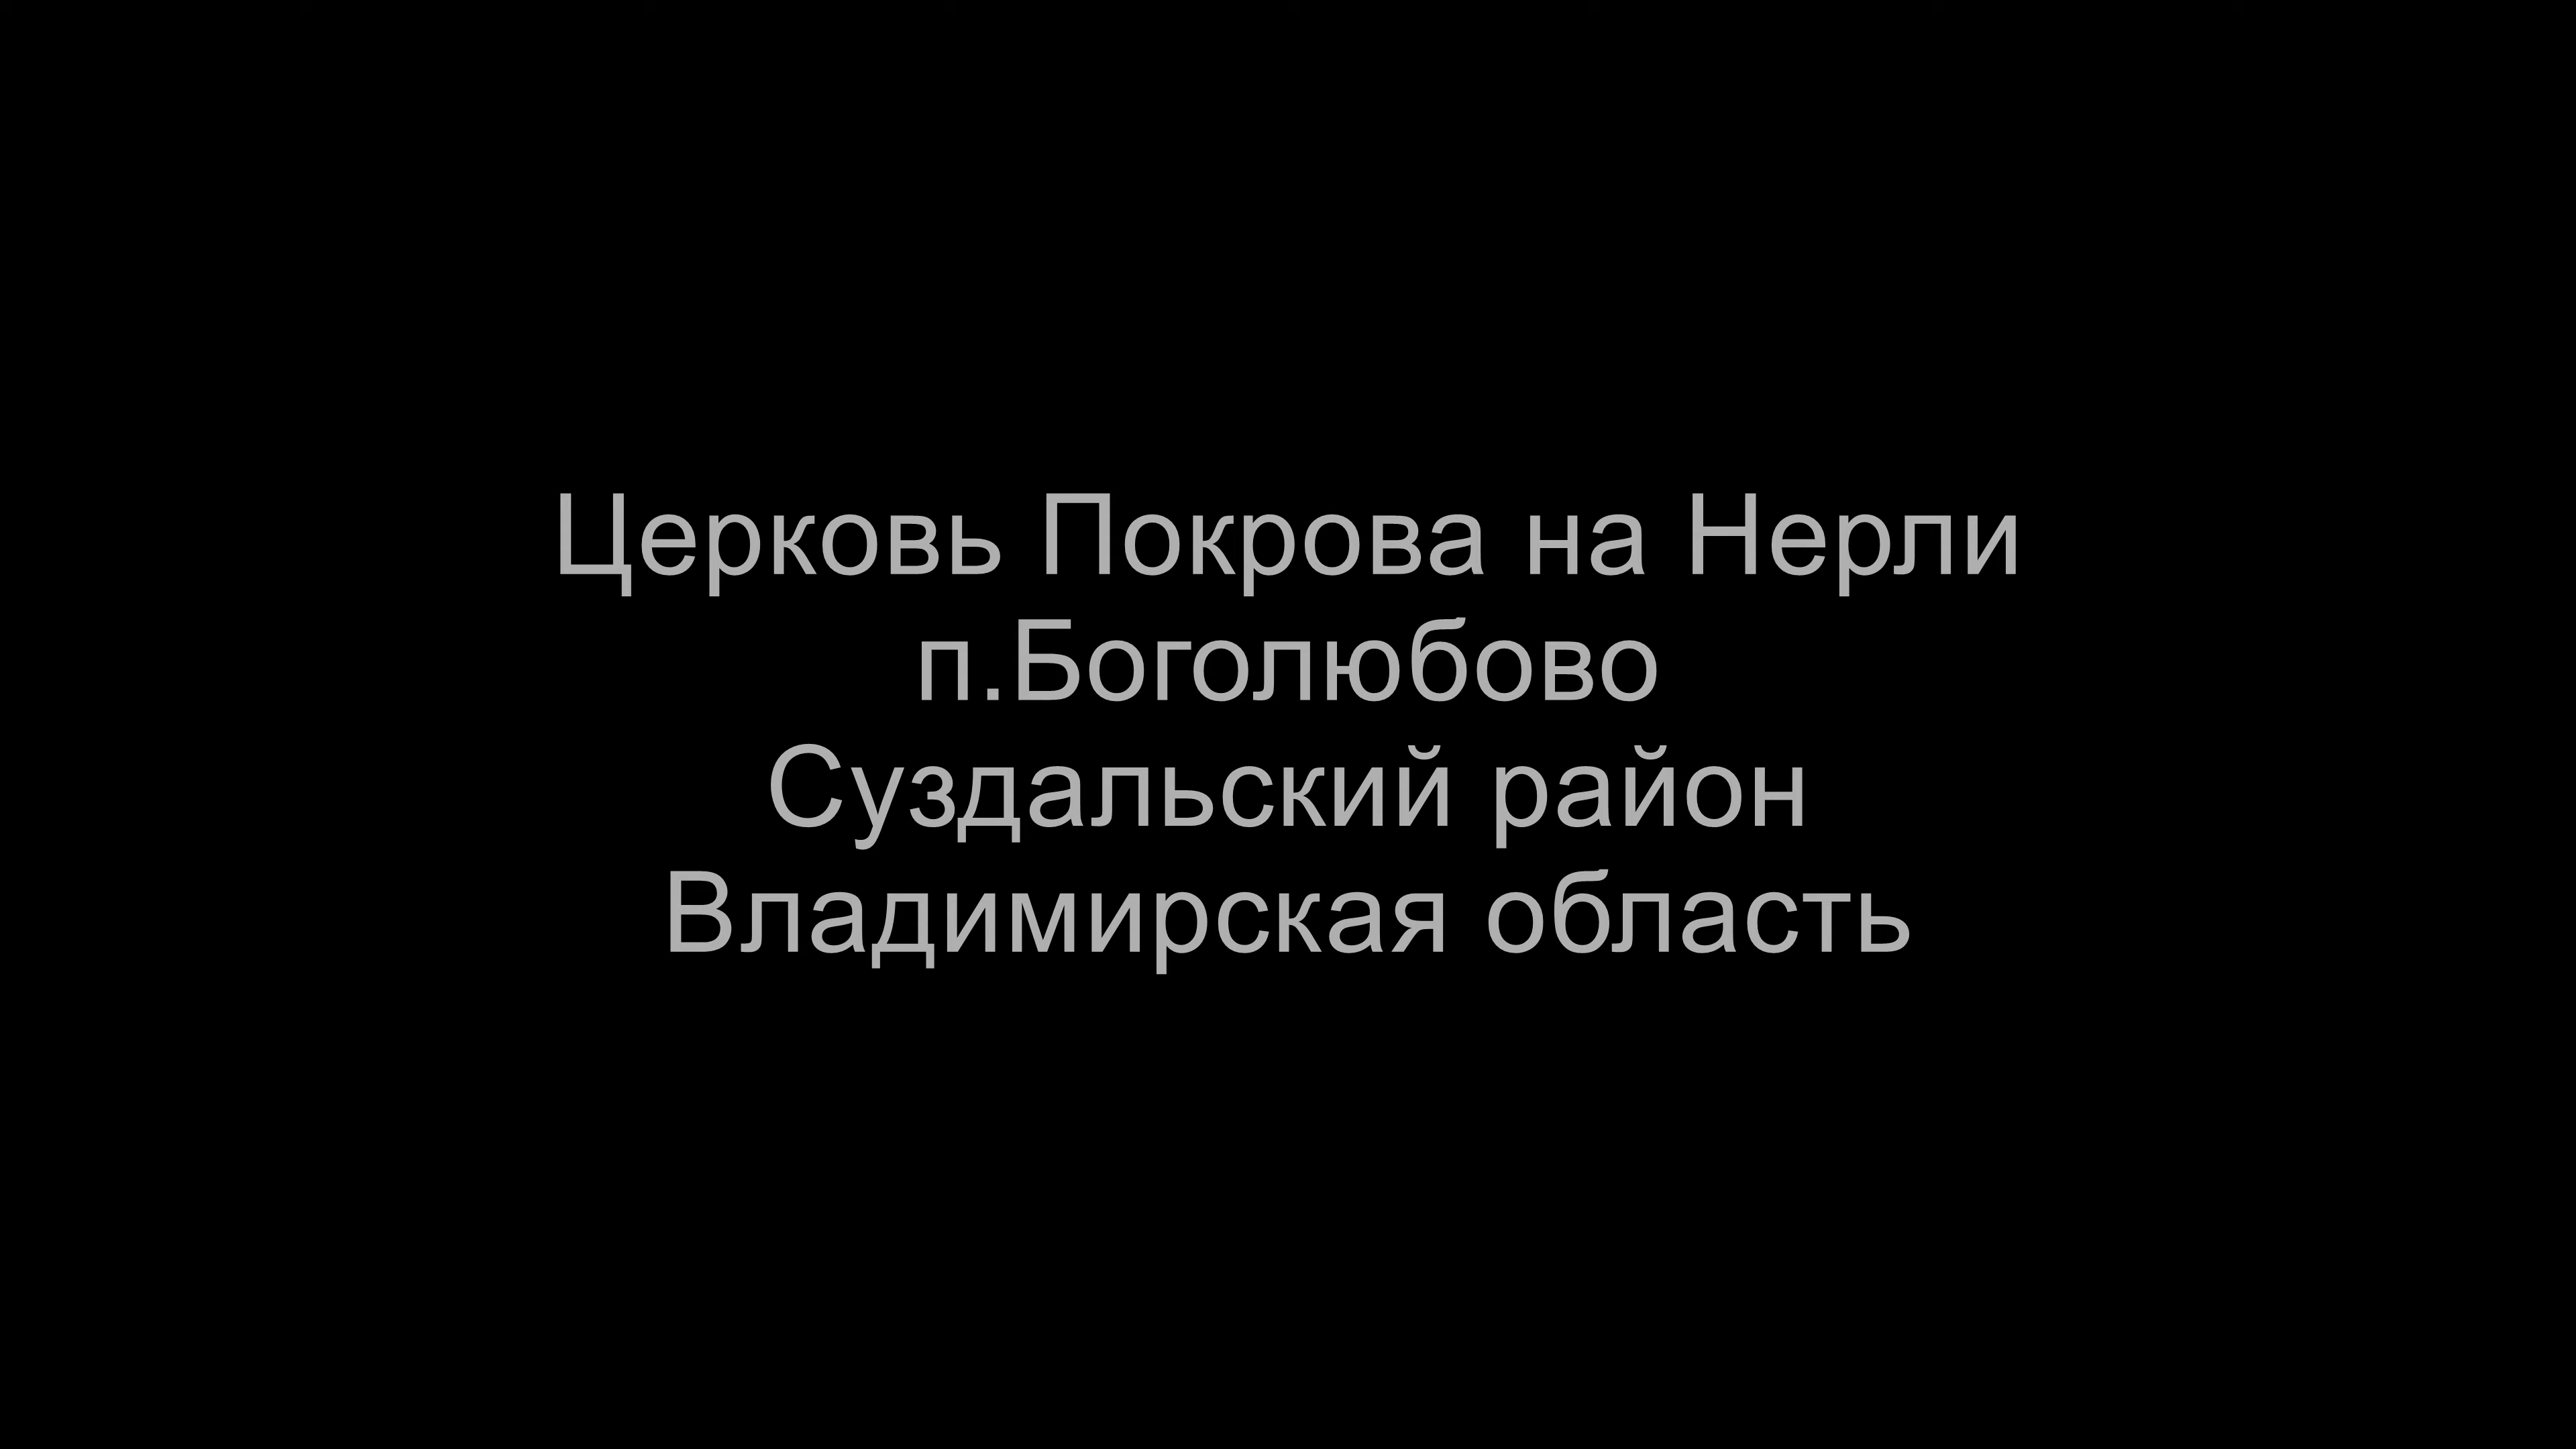 Церковь Покрова на Нерли
п.Боголюбово
Суздальский район
Владимирская область